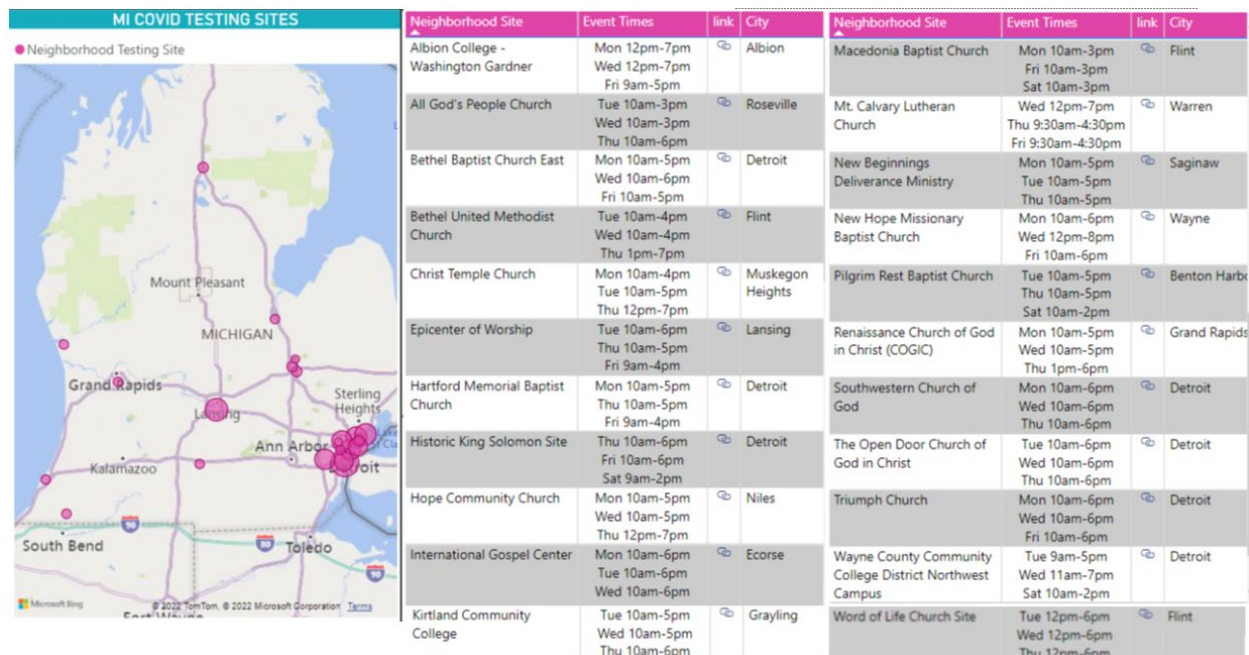 MI COVID TESTING SITES
Neighborhood Testing Site
Mount Pleasant
MICHIGAN
Grand Rapids
Lansing
Sterling
Heights
Ann Arbor
Detroit
Kalamazoo
90
South Bend
80
Toledo
90
Microsoft Bing
© 2022 TomTom, © 2022 Microsoft Corporation Terms
Fort Wayne
Neighborhood Site Event Times link City
Albion College - Mon 12pm-7pm Albion
Washington Gardner Wed 12pm-7pm
Fri 9am-5pm
All God's People Church Tue 10am-3pm Roseville
Wed 10am-3pm
Thu 10am-6pm
Bethel Baptist Church East Mon 10am-5pm Detroit
Wed 10am-6pm
Fri 10am-5pm
Bethel United Methodist Tue 10am-4pm Flint
Church Wed 10am-4pm
Thu 1pm-7pm
Christ Temple Church Mon 10am-4pm Muskegon
Tue 10am-5pm Heights
Thu 12pm-7pm
Epicenter of Worship Tue 10am-6pm Lansing
Thu 10am-5pm
Fri 9am-4pm
Hartford Memorial Baptist Mon 10am-5pm Detroit
Church Thu 10am-5pm
Fri 9am-4pm
Historic King Solomon Site Thu 10am-6pm Detroit
Fri 10am-6pm
Sat 9am-2pm
Hope Community Church Mon 10am-5pm Niles
Wed 10am-5pm
Thu 12pm-7pm
International Gospel Center Mon 10am-6pm Ecorse
Tue 10am-6pm
Wed 10am-6pm
Kirtland Community Tue 10am-5pm Grayling
College Wed 10am-5pm
Thu 10am-6pm
Neighborhood Site Event Times link City
Macedonia Baptist Church Mon 10am-3pm Flint
Fri 10am-3pm
Sat 10am-3pm
Mt. Calvary Lutheran Wed 12pm-7pm Warren
Church Thu 9:30am-4:30pm
Fri 9:30am-4:30pm
New Beginnings Mon 10am-5pm Saginaw
Deliverance Ministry Tue 10am-5pm
Thu 10am-5pm
New Hope Missionary Mon 10am-6pm Wayne
Baptist Church Wed 12pm-8pm
Fri 10am-6pm
Pilgrim Rest Baptist Church Tue 10am-5pm Benton Harbo
Thu 10am-5pm
Sat 10am-2pm
Renaissance Church of God Mon 10am-5pm Grand Rapids
in Christ (COGIC) Wed 10am-5pm
Thu 1pm-6pm
Southwestern Church of Mon 10am-6pm Detroit
God Wed 10am-6pm
Thu 10am-6pm
The Open Door Church of Tue 10am-6pm Detroit
God in Christ Wed 10am-6pm
Thu 10am-6pm
Triumph Church Mon 10am-6pm Detroit
Wed 10am-6pm
Fri 10am-6pm
Wayne County Community Tue 9am-5pm Detroit
College District Northwest Wed 11am-7pm
Campus Sat 10am-2pm
Word of Life Church Site Tue 12pm-6pm Flint
Wed 12pm-6pm
Thu 12pm-6pm